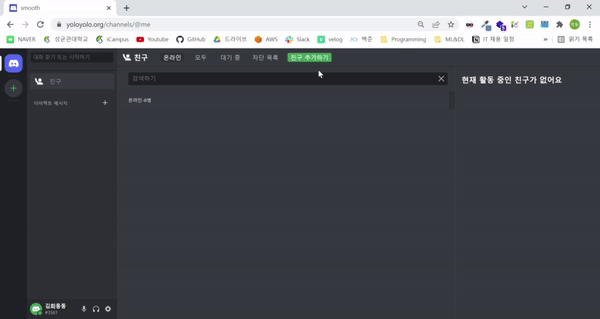 smooth
yoloyolo.org/channels/@me
NAVER 성균관대학교 iCampus Youtube GitHub 드라이브 AWS Slack velog 백준 Programming ML&DL IT 채용 일정 » 읽기 목록
대화 찾기 또는 시작하기
친구 온라인 모두 대기 중 차단 목록 친구 추가하기
친구
다이렉트 메시지 +
검색하기
현재 활동 중인 친구가 없어요
김희동동
#3561